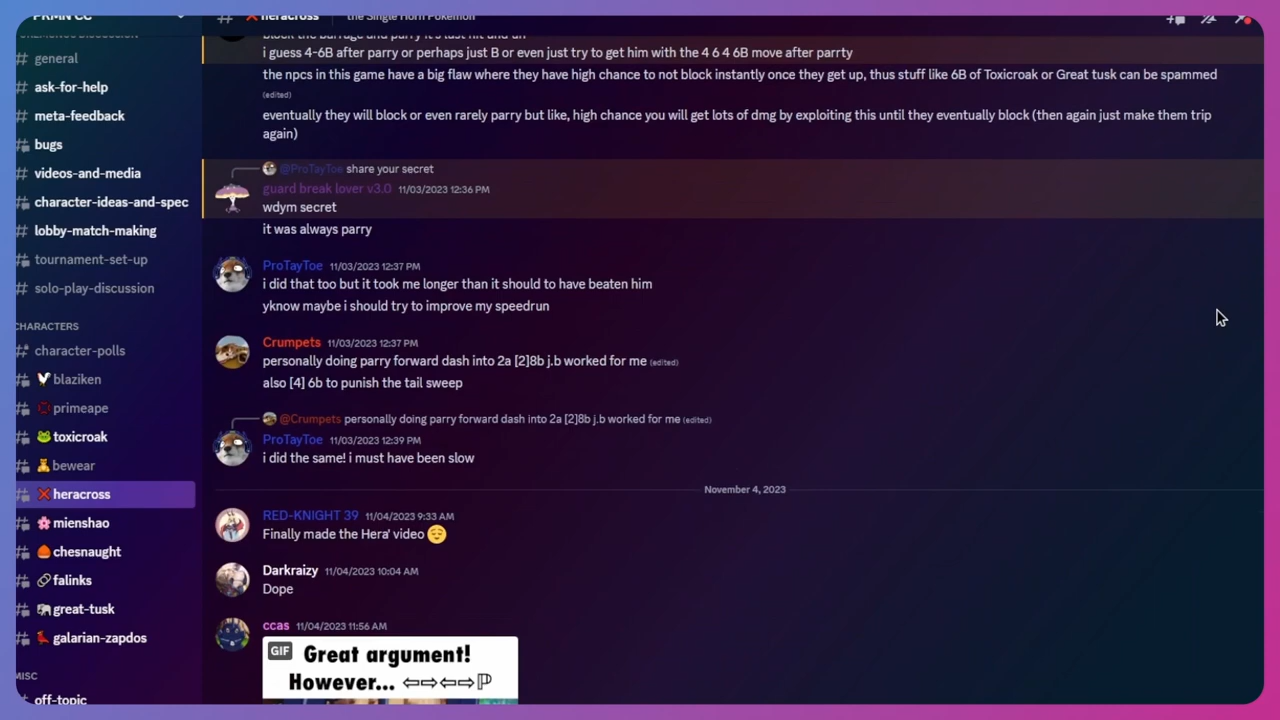 heracross
the Single Horn Pokémon
general
ask-for-help
meta-feedback
bugs
videos-and-media
character-ideas-and-spec
lobby-match-making
tournament-set-up
solo-play-discussion
CHARACTERS
character-polls
blaziken
primeape
toxicroak
bewear
heracross
mienshao
chesnaught
falinks
great-tusk
galarian-zapdos
MISC
off-topic
block the barrage and parry it's last hit and uh
i guess 4-6B after parry or perhaps just B or even just try to get him with the 4 6 4 6B move after parrty
the npcs in this game have a big flaw where they have high chance to not block instantly once they get up, thus stuff like 6B of Toxicroak or Great tusk can be spammed
(edited)
eventually they will block or even rarely parry but like, high chance you will get lots of dmg by exploiting this until they eventually block (then again just make them trip
again)
@ProTayToe share your secret
guard break lover v3.0 11/03/2023 12:36 PM
wdym secret
it was always parry
ProTayToe 11/03/2023 12:37 PM
i did that too but it took me longer than it should to have beaten him
yknow maybe i should try to improve my speedrun
Crumpets 11/03/2023 12:37 PM
personally doing parry forward dash into 2a [2]8b j.b worked for me (edited)
also [4] 6b to punish the tail sweep
@Crumpets personally doing parry forward dash into 2a [2]8b j.b worked for me (edited)
ProTayToe 11/03/2023 12:39 PM
i did the same! i must have been slow
November 4, 2023
RED-KNIGHT 39 11/04/2023 9:33 AM
Finally made the Hera' video
Darkraizy 11/04/2023 10:04 AM
Dope
ccas 11/04/2023 11:56 AM
GIF
Great argument!
However... ⇦⇨⇦⇨ℙ